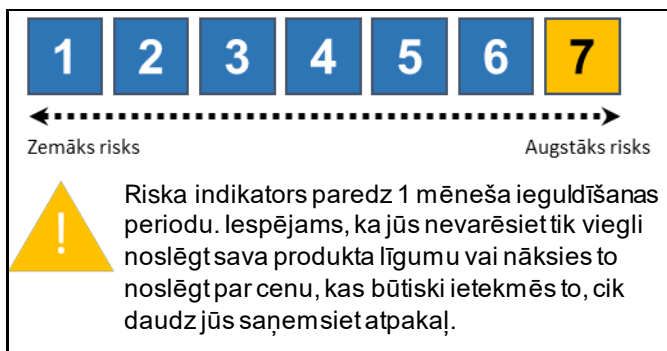 1 2 3 4 5 6 7
Zemāks risks Augstāks risks
!
Riska indikators paredz 1 mēneša ieguldīšanas
periodu. Iespējams, ka jūs nevarēsiet tik viegli
noslēgt sava produkta līgumu vai nāksies to
noslēgt par cenu, kas būtiski ietekmēs to, cik
daudz jūs saņemsiet atpakaļ.